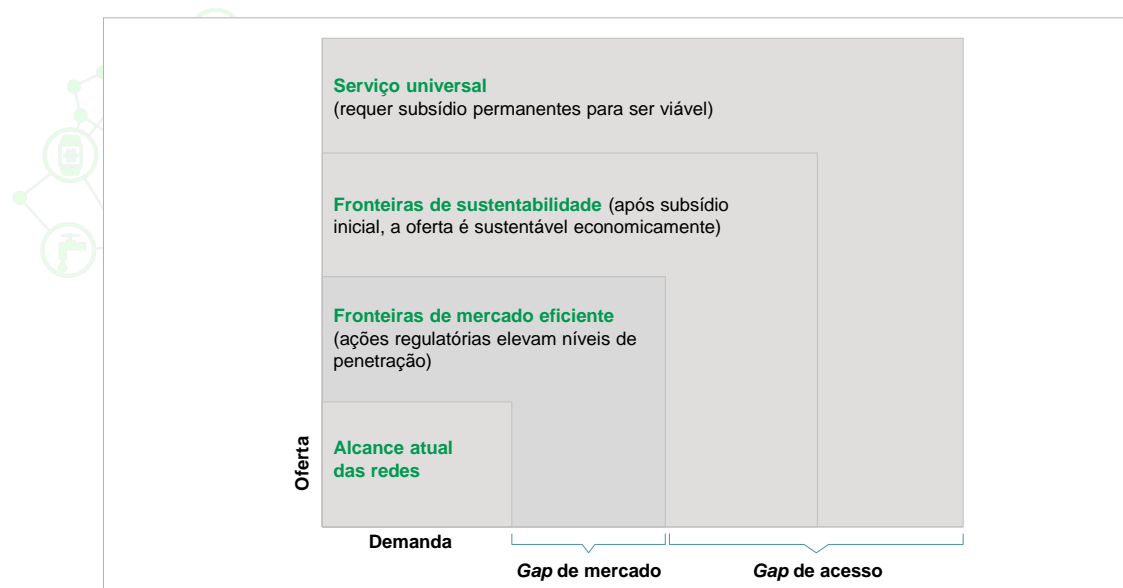 Serviço universal
(requer subsídio permanentes para ser viável)
Fronteiras de sustentabilidade (após subsídio
inicial, a oferta é sustentável economicamente)
Fronteiras de mercado eficiente
(ações regulatórias elevam níveis de
penetração)
Alcance atual
das redes
Oferta
Demanda
Gap de mercado
Gap de acesso